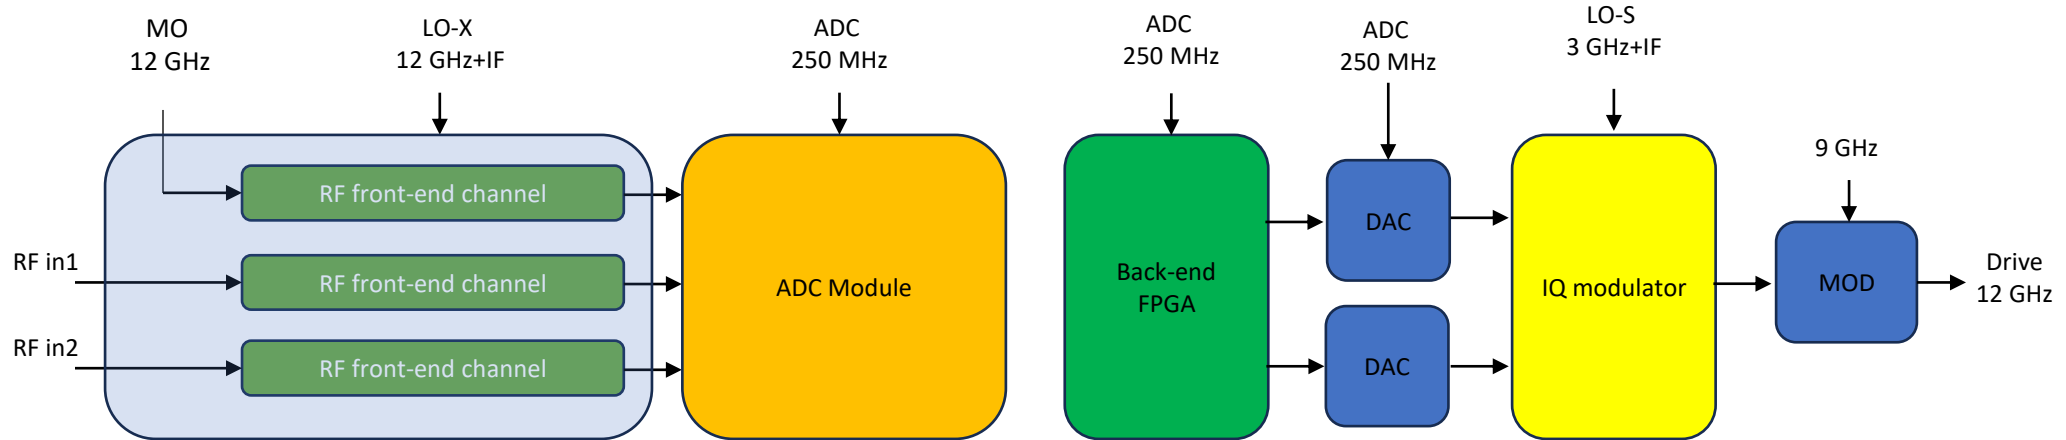 MO
12 GHz
LO-X
12 GHz+IF
ADC
250 MHz
ADC
250 MHz
ADC
250 MHz
LO-S
3 GHz+IF
9 GHz
RF in1
RF in2
RF front-end channel
RF front-end channel
RF front-end channel
ADC Module
Back-end
FPGA
DAC
DAC
IQ modulator
MOD
Drive
12 GHz